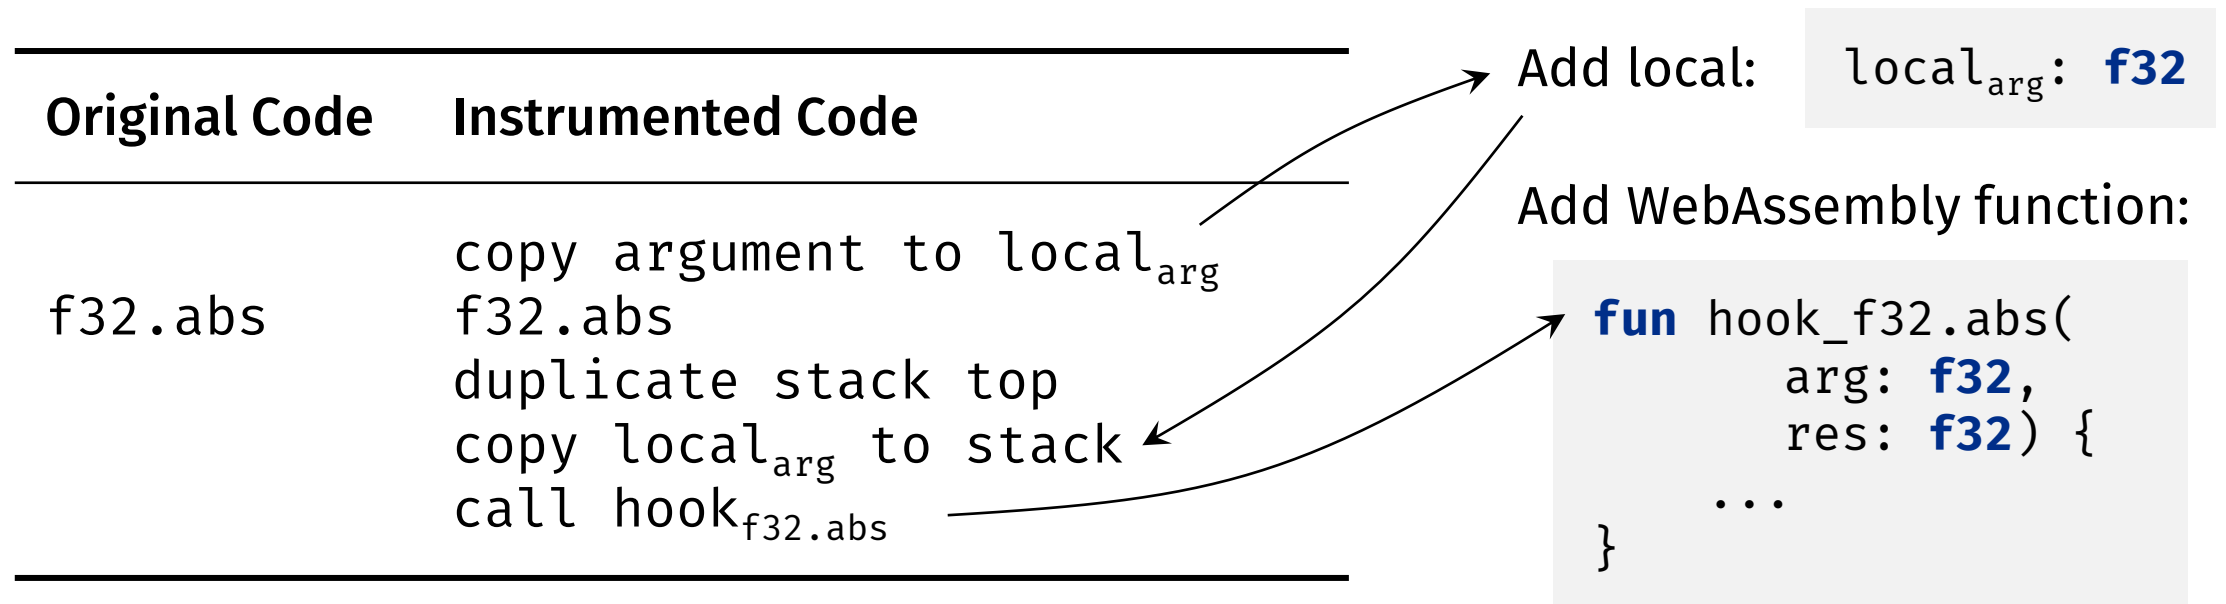 Original Code Instrumented Code
copy argument to local_arg
f32.abs f32.abs
duplicate stack top
copy local_arg to stack
call hook_f32.abs
Add local: local_arg: f32
Add WebAssembly function:
fun hook_f32.abs(
arg: f32,
res: f32) {
...
}